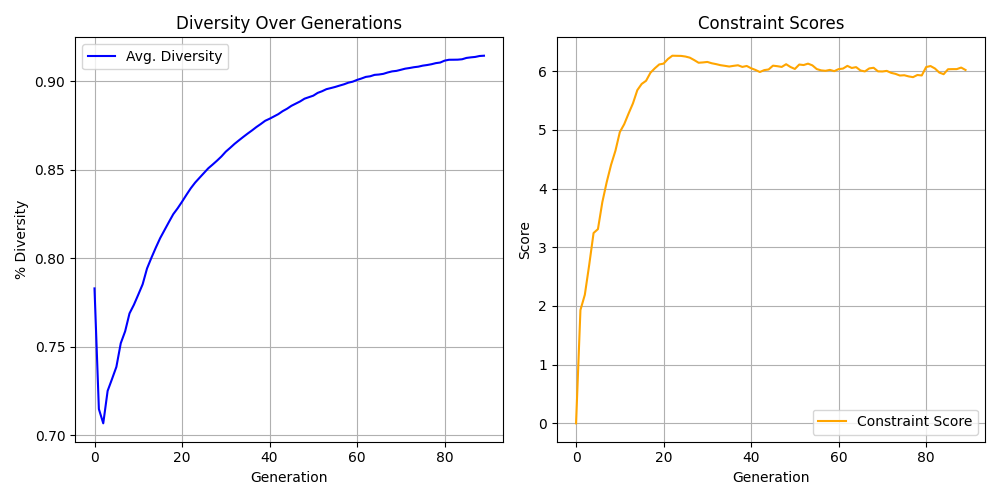 Diversity Over Generations
Avg. Diversity
% Diversity
0.90
0.85
0.80
0.75
0.70
0 20 40 60 80
Generation
Constraint Scores
Score
6
5
4
3
2
1
0
Constraint Score
0 20 40 60 80
Generation